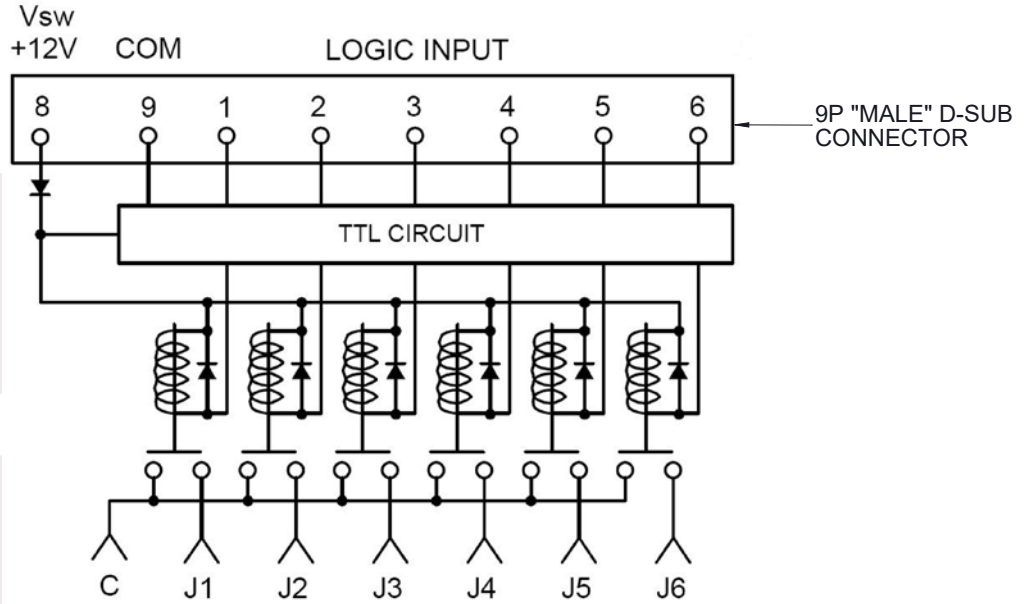 Vsw
+12V COM LOGIC INPUT
8 9 1 2 3 4 5 6
9P "MALE" D-SUB
CONNECTOR
TTL CIRCUIT
C J1 J2 J3 J4 J5 J6